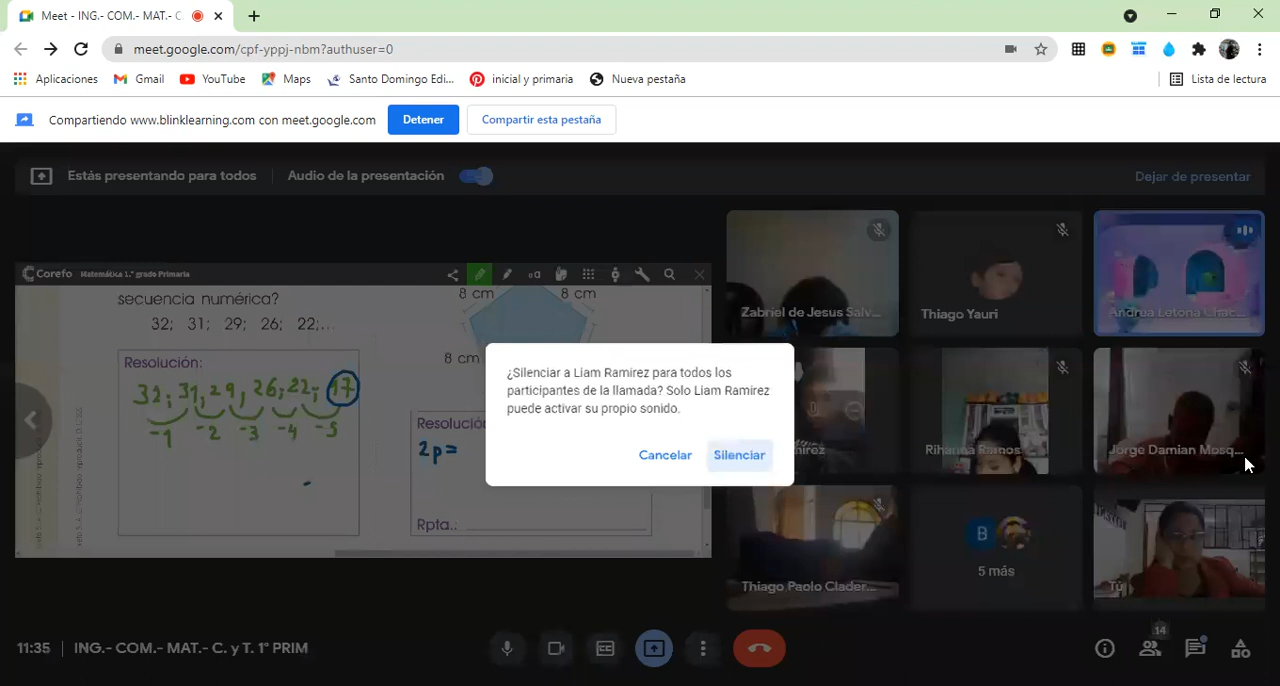 Meet - ING.- COM.- MAT.- C
meet.google.com/cpf-yppj-nbm?authuser=0
Aplicaciones Gmail YouTube Maps Santo Domingo Edi... inicial y primaria Nueva pestaña Lista de lectura
Compartiendo www.blinklearning.com con meet.google.com Detener Compartir esta pestaña
Estás presentando para todos Audio de la presentación Dejar de presentar
Corefo Matemática 1.° grado Primaria
secuencia numérica?
32; 31; 29; 26; 22;...
Resolución:
32; 31, 29, 26; 22; 17
-1 -2 -3 -4 -5
8 cm 8 cm
8 cm
Resolució
2p=
Rpta.:
¿Silenciar a Liam Ramirez para todos los
participantes de la llamada? Solo Liam Ramirez
puede activar su propio sonido.
Cancelar Silenciar
Zabriel de Jesus Salv...
Thiago Yauri
Andrea Letona Chac...
Rihanna Ramos
Jorge Damian Mosq...
Thiago Paolo Clader...
B
5 más
Tú
11:35 ING.- COM.- MAT.- C. y T. 1° PRIM
14